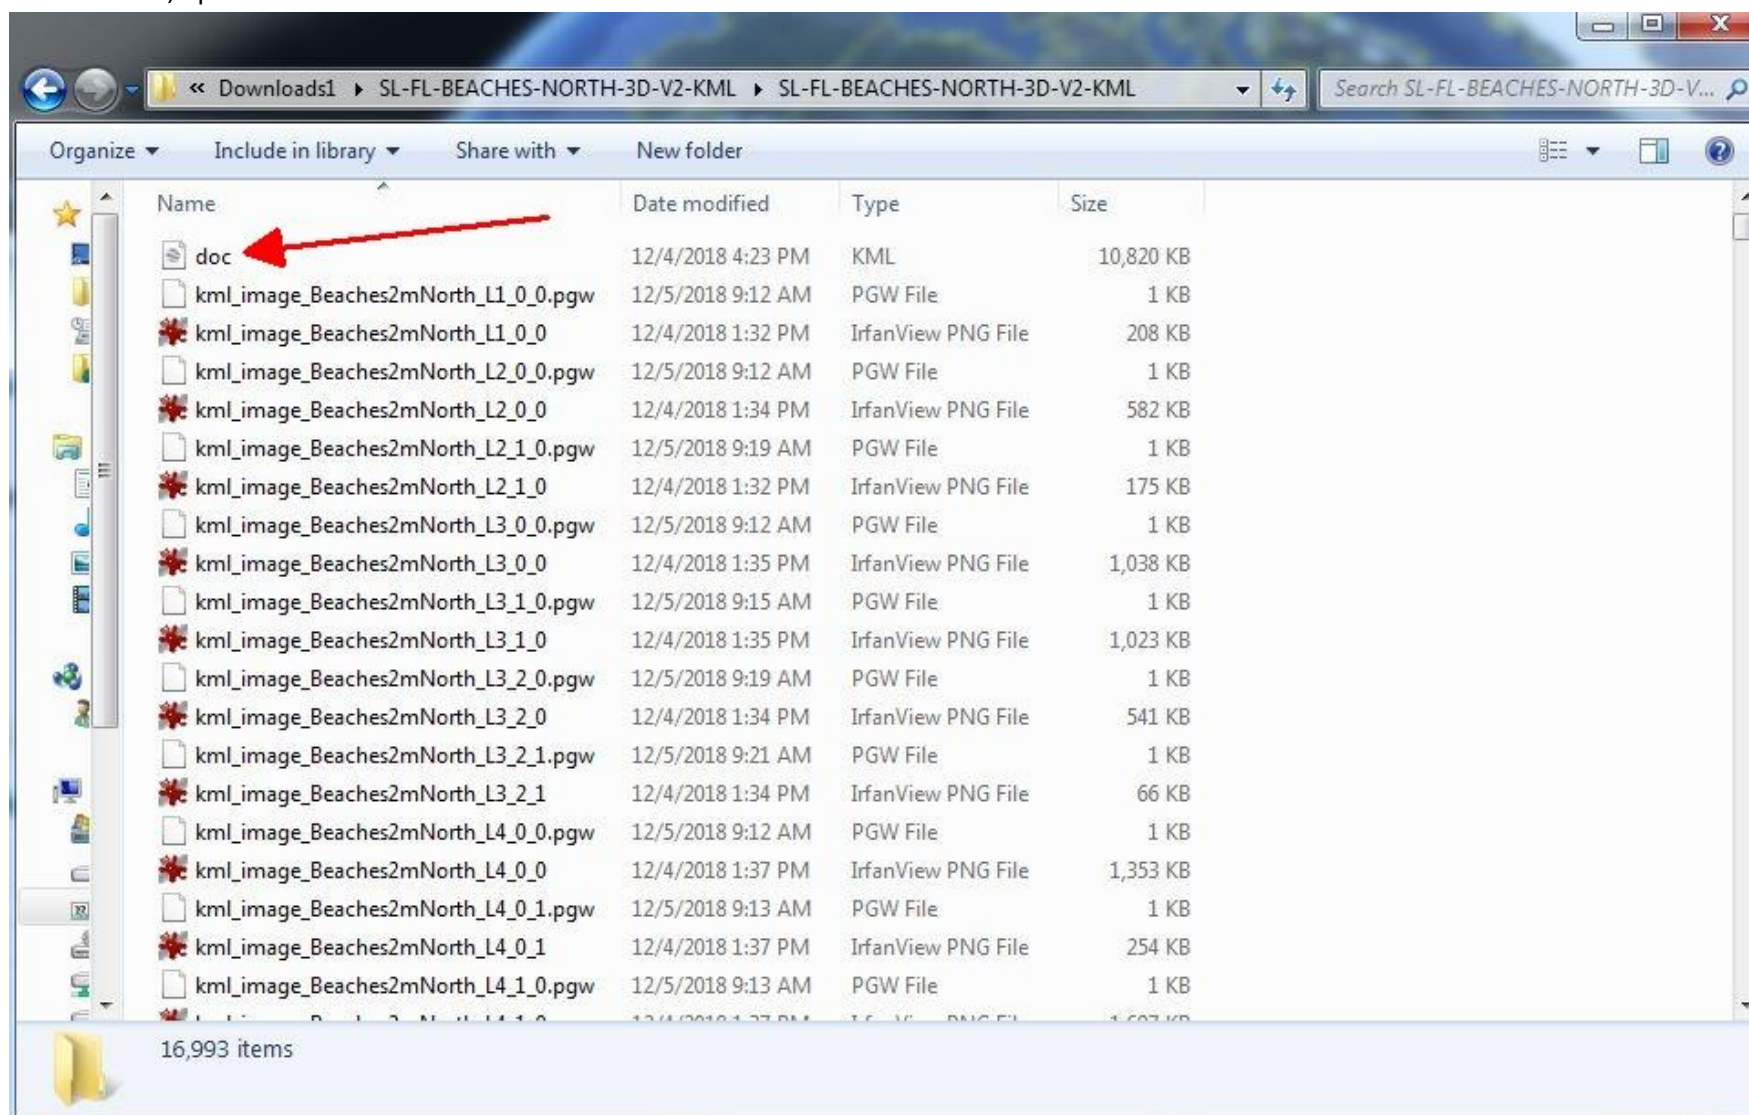 « Downloads1 ▸ SL-FL-BEACHES-NORTH-3D-V2-KML ▸ SL-FL-BEACHES-NORTH-3D-V2-KML Search SL-FL-BEACHES-NORTH-3D-V...
Organize Include in library Share with New folder
Name Date modified Type Size
doc 12/4/2018 4:23 PM KML 10,820 KB
kml_image_Beaches2mNorth_L1_0_0.pgw 12/5/2018 9:12 AM PGW File 1 KB
kml_image_Beaches2mNorth_L1_0_0 12/4/2018 1:32 PM IrfanView PNG File 208 KB
kml_image_Beaches2mNorth_L2_0_0.pgw 12/5/2018 9:12 AM PGW File 1 KB
kml_image_Beaches2mNorth_L2_0_0 12/4/2018 1:34 PM IrfanView PNG File 582 KB
kml_image_Beaches2mNorth_L2_1_0.pgw 12/5/2018 9:19 AM PGW File 1 KB
kml_image_Beaches2mNorth_L2_1_0 12/4/2018 1:32 PM IrfanView PNG File 175 KB
kml_image_Beaches2mNorth_L3_0_0.pgw 12/5/2018 9:12 AM PGW File 1 KB
kml_image_Beaches2mNorth_L3_0_0 12/4/2018 1:35 PM IrfanView PNG File 1,038 KB
kml_image_Beaches2mNorth_L3_1_0.pgw 12/5/2018 9:15 AM PGW File 1 KB
kml_image_Beaches2mNorth_L3_1_0 12/4/2018 1:35 PM IrfanView PNG File 1,023 KB
kml_image_Beaches2mNorth_L3_2_0.pgw 12/5/2018 9:19 AM PGW File 1 KB
kml_image_Beaches2mNorth_L3_2_0 12/4/2018 1:34 PM IrfanView PNG File 541 KB
kml_image_Beaches2mNorth_L3_2_1.pgw 12/5/2018 9:21 AM PGW File 1 KB
kml_image_Beaches2mNorth_L3_2_1 12/4/2018 1:34 PM IrfanView PNG File 66 KB
kml_image_Beaches2mNorth_L4_0_0.pgw 12/5/2018 9:12 AM PGW File 1 KB
kml_image_Beaches2mNorth_L4_0_0 12/4/2018 1:37 PM IrfanView PNG File 1,353 KB
kml_image_Beaches2mNorth_L4_0_1.pgw 12/5/2018 9:13 AM PGW File 1 KB
kml_image_Beaches2mNorth_L4_0_1 12/4/2018 1:37 PM IrfanView PNG File 254 KB
kml_image_Beaches2mNorth_L4_1_0.pgw 12/5/2018 9:13 AM PGW File 1 KB
16,993 items